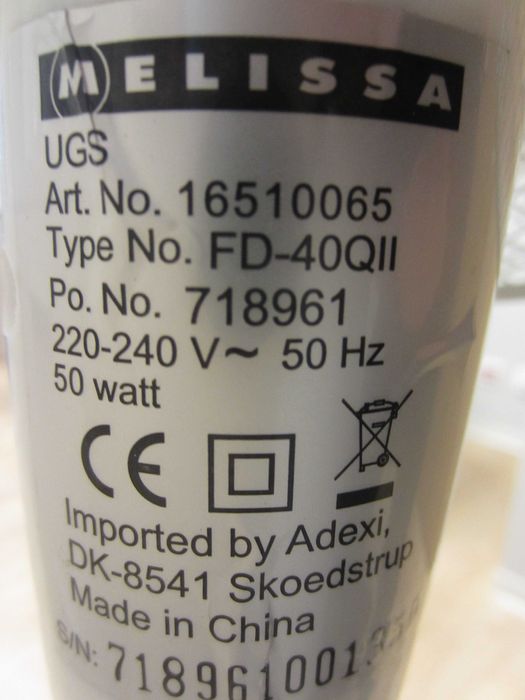 MELISSA
UGS
Art. No. 16510065
Type No. FD-40QII
Po. No. 718961
220-240 V~ 50 Hz
50 watt
CE
Imported by Adexi,
DK-8541 Skoedstrup
Made in China
S/N: